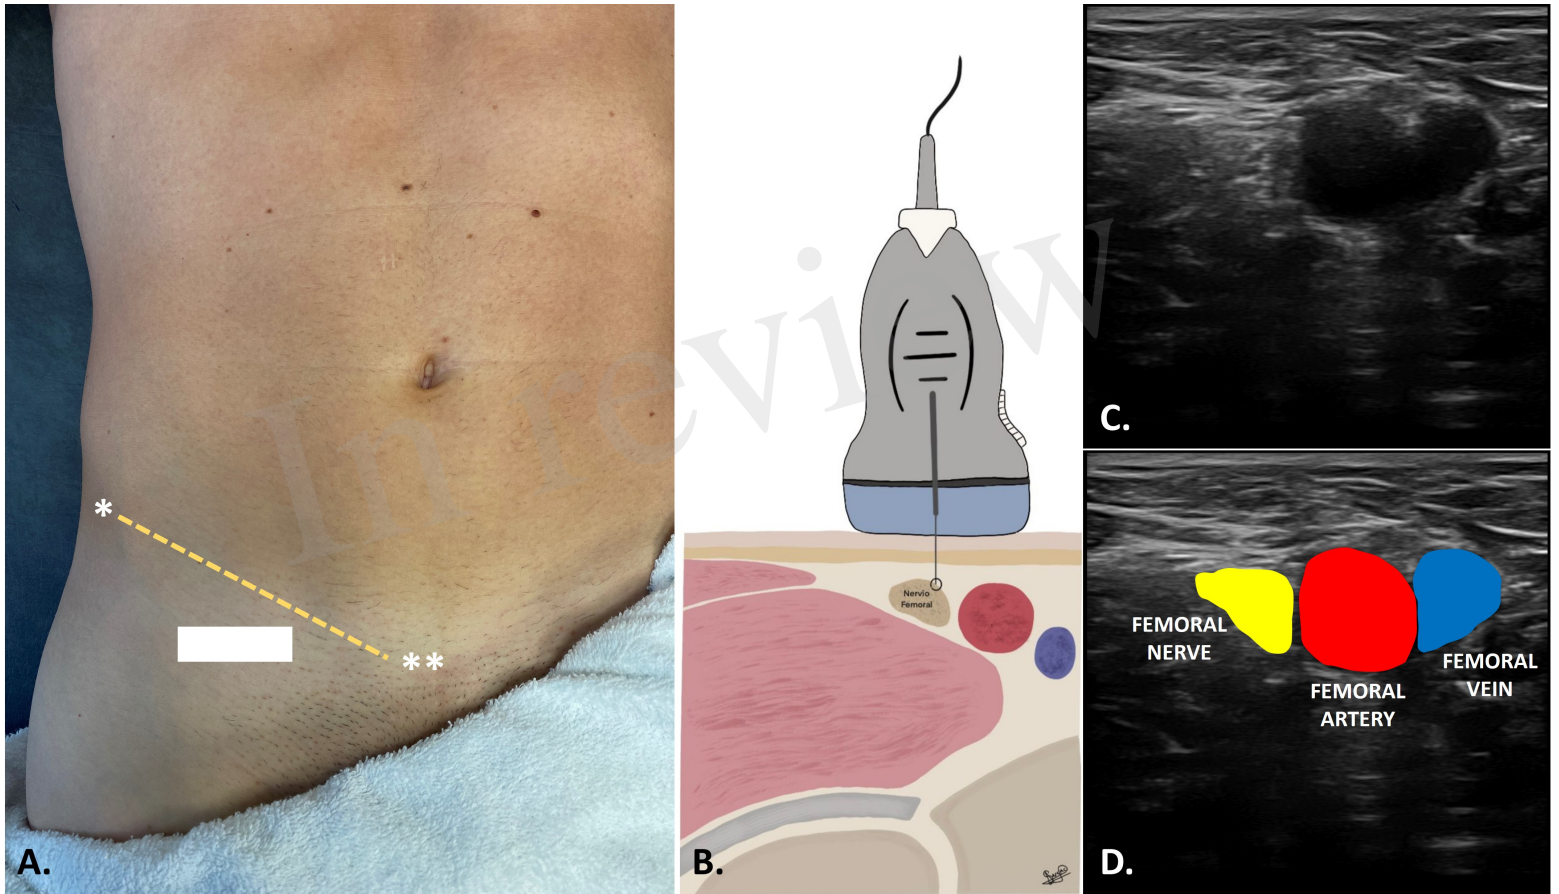 *
**
A.
In review
Nervio
Femoral
B.
C.
FEMORAL
NERVE
FEMORAL
ARTERY
FEMORAL
VEIN
D.